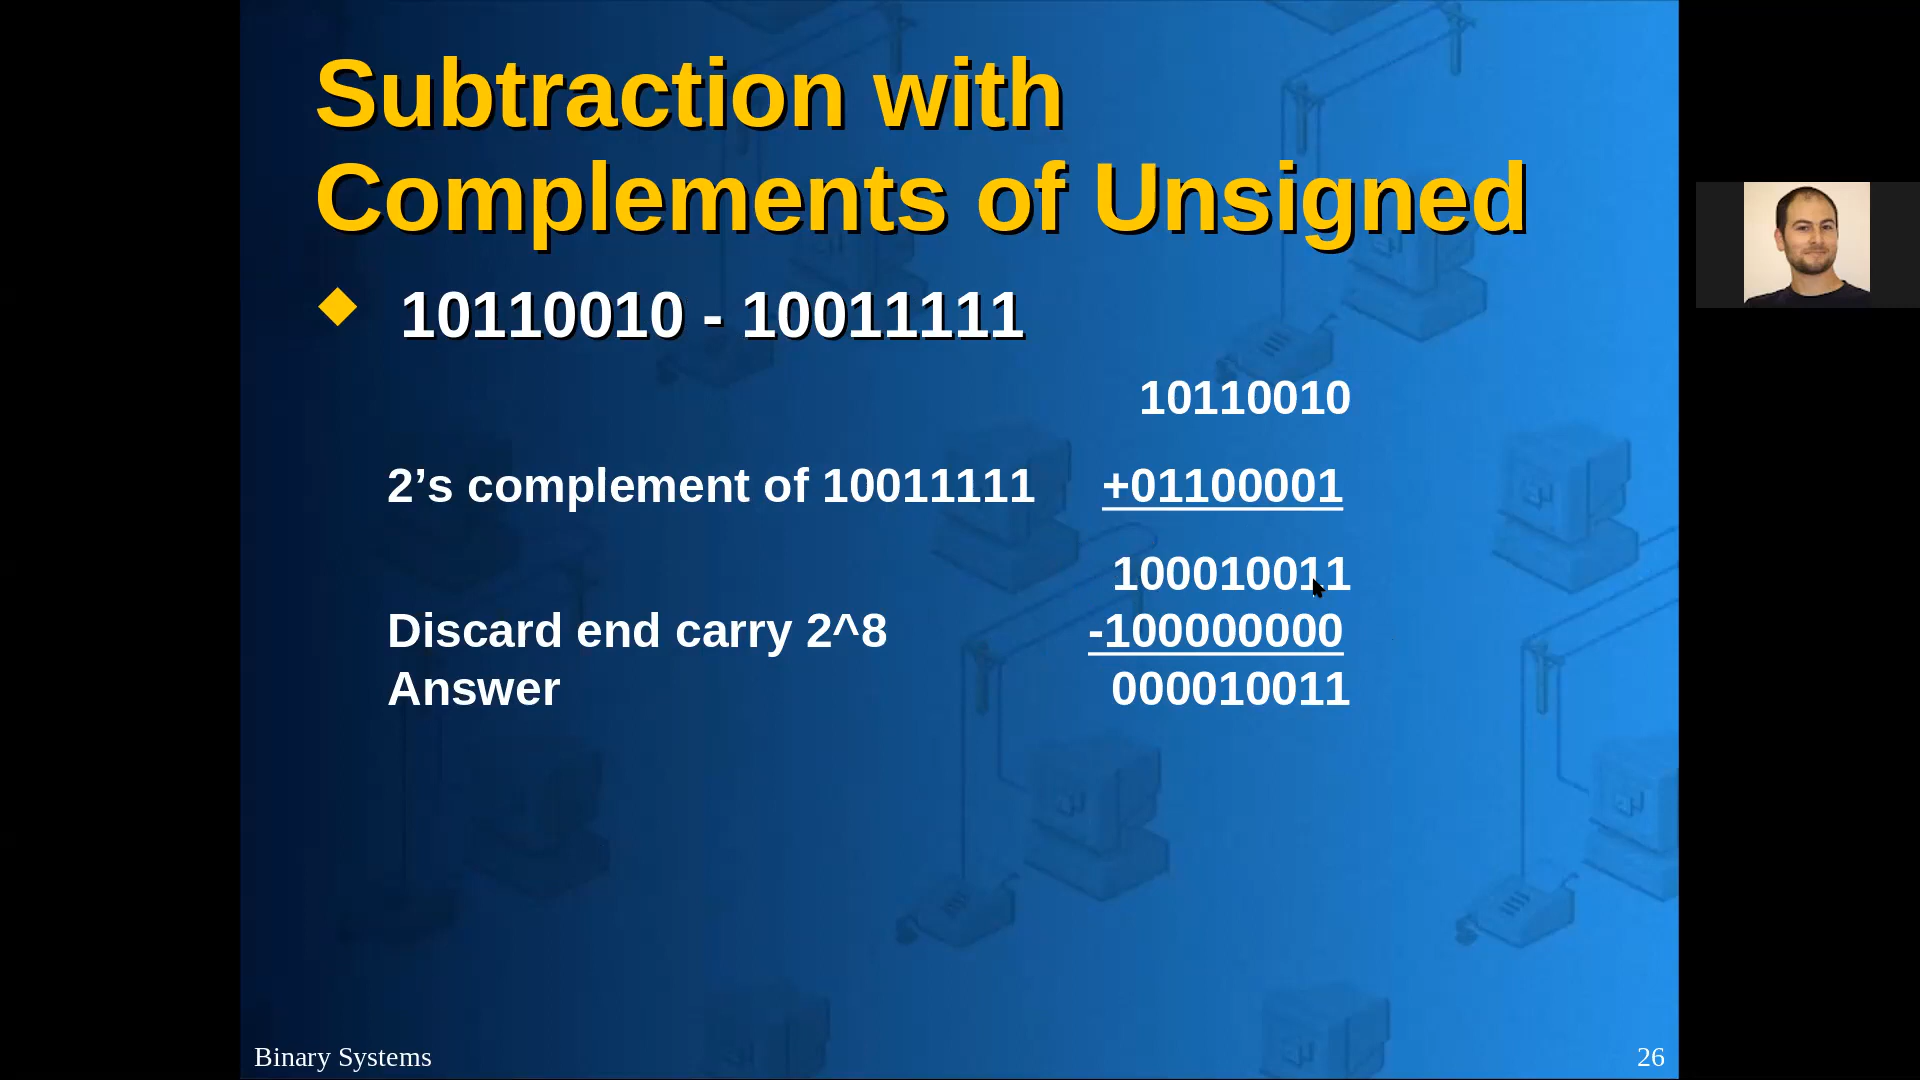 Subtraction with
Complements of Unsigned
10110010 - 10011111
10110010
2’s complement of 10011111 +01100001
100010011
Discard end carry 2^8 -100000000
Answer 000010011
Binary Systems 26